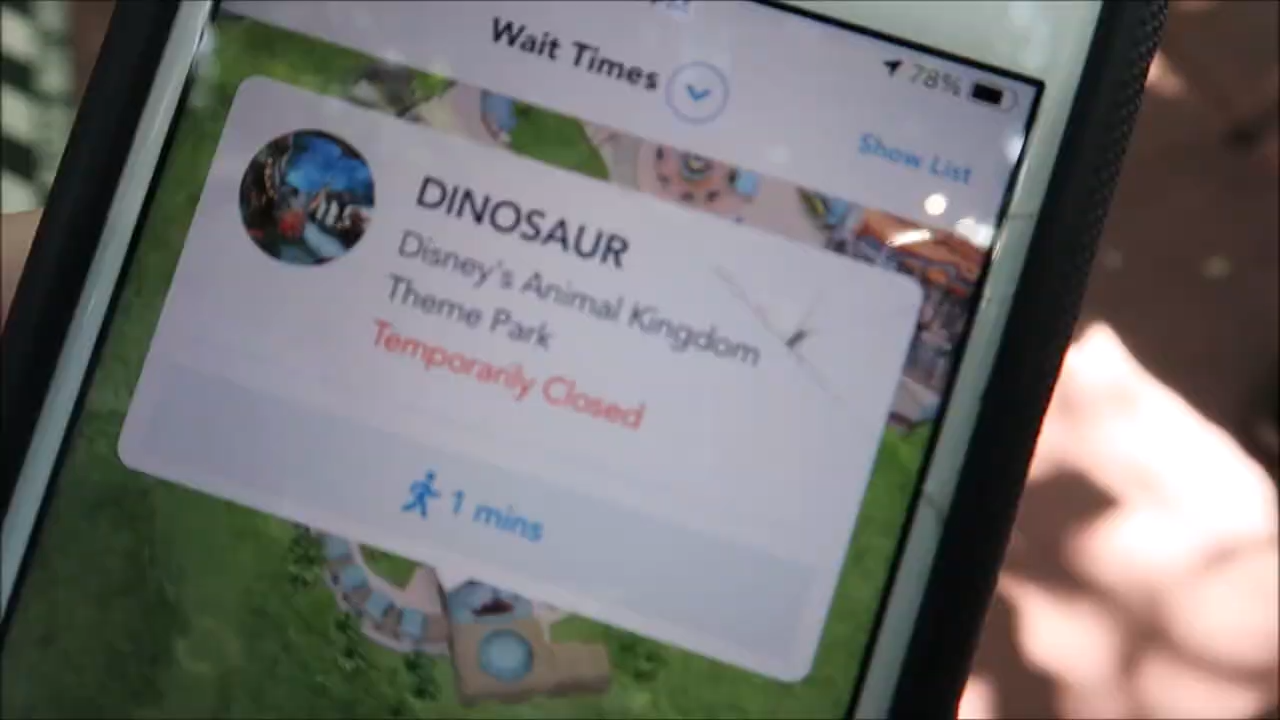 Wait Times
78%
Show List
DINOSAUR
Disney's Animal Kingdom
Theme Park
Temporarily Closed
1 mins